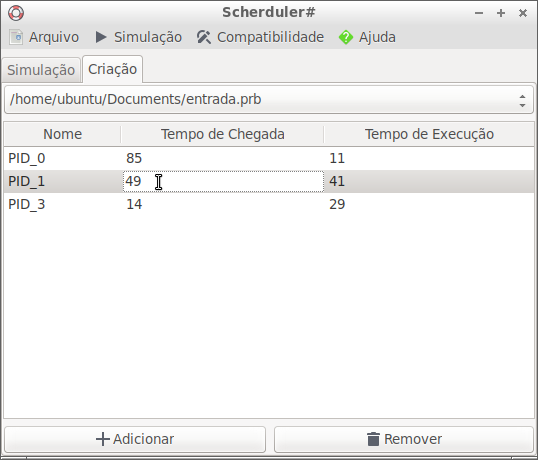 Scherduler#
Arquivo Simulação Compatibilidade Ajuda
Simulação Criação
/home/ubuntu/Documents/entrada.prb
Nome Tempo de Chegada Tempo de Execução
PID_0 85 11
PID_1 49 41
PID_3 14 29
Adicionar Remover